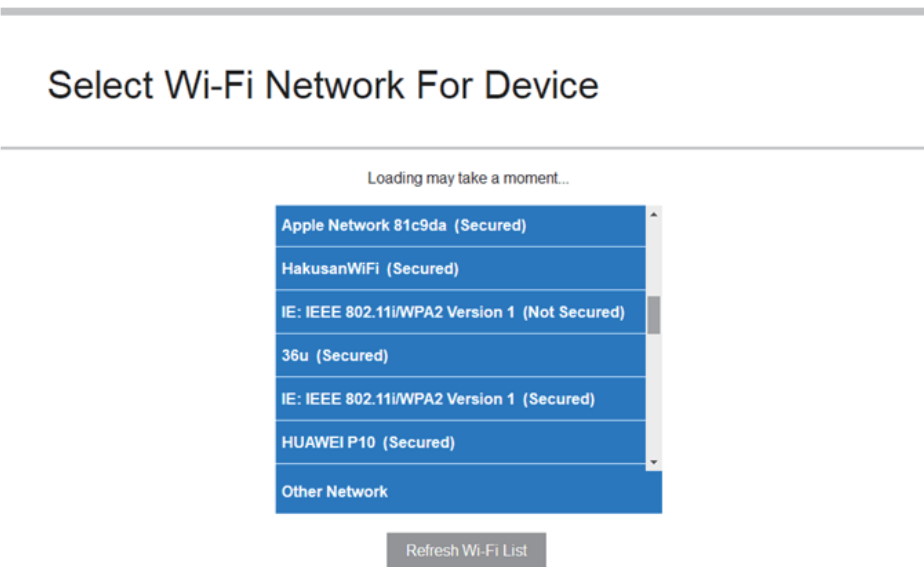 Select Wi-Fi Network For Device
Loading may take a moment...
Apple Network 81c9da (Secured)
HakusanWiFi (Secured)
IE: IEEE 802.11i/WPA2 Version 1 (Not Secured)
36u (Secured)
IE: IEEE 802.11i/WPA2 Version 1 (Secured)
HUAWEI P10 (Secured)
Other Network
Refresh Wi-Fi List